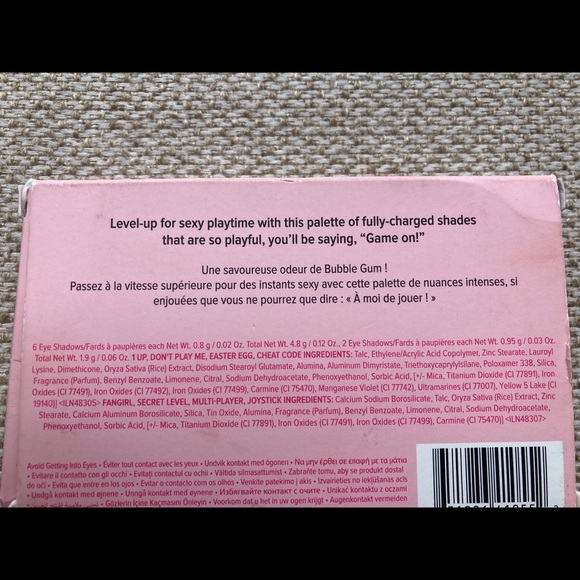 Level-up for sexy playtime with this palette of fully-charged shades
that are so playful, you'll be saying, "Game on!"
Une savoureuse odeur de Bubble Gum !
Passez à la vitesse supérieure pour des instants sexy avec cette palette de nuances intenses, si
enjouées que vous ne pourrez que dire : « À moi de jouer ! »
6 Eye Shadows/Fards à paupières each Net Wt. 0.8 g / 0.02 Oz. Total Net Wt. 4.8 g / 0.12 Oz., 2 Eye Shadows/Fards à paupières each Net Wt. 0.95 g / 0.03 Oz.
Total Net Wt. 1.9 g / 0.06 Oz. 1 UP, DON'T PLAY ME, EASTER EGG, CHEAT CODE INGREDIENTS: Talc, Ethylene/Acrylic Acid Copolymer, Zinc Stearate, Lauroyl
Lysine, Dimethicone, Oryza Sativa (Rice) Extract, Disodium Stearoyl Glutamate, Alumina, Aluminum Dimyristate, Triethoxycaprylylsilane, Poloxamer 338, Silica,
Fragrance (Parfum), Benzyl Benzoate, Limonene, Citral, Sodium Dehydroacetate, Phenoxyethanol, Sorbic Acid, [+/- Mica, Titanium Dioxide (CI 77891), Iron
Oxides (CI 77491), Iron Oxides (CI 77492), Iron Oxides (CI 77499), Carmine (CI 75470), Manganese Violet (CI 77742), Ultramarines (CI 77007), Yellow 5 Lake (CI
19140)] <ILN48305> FANGIRL, SECRET LEVEL, MULTI-PLAYER, JOYSTICK INGREDIENTS: Calcium Sodium Borosilicate, Talc, Oryza Sativa (Rice) Extract, Zinc
Stearate, Calcium Aluminum Borosilicate, Silica, Tin Oxide, Alumina, Fragrance (Parfum), Benzyl Benzoate, Limonene, Citral, Sodium Dehydroacetate,
Phenoxyethanol, Sorbic Acid, [+/- Mica, Titanium Dioxide (CI 77891), Iron Oxides (CI 77491), Iron Oxides (CI 77499), Carmine (CI 75470)] <ILN48307>
Avoid Getting Into Eyes • Éviter tout contact avec les yeux • Undvik kontakt med ögonen • Να μην έρθει σε επαφή με τα μάτια
• Evitare il contatto con gli occhi • Evitar contacto con los ojos • Vältida silmasattumist • Zabraňte tomu, aby se produkt dostal
do očí • Evita que entre en los ojos • Evitar o contacto com os olhos • Unngå kontakt med øynene • Venkite patekimo į akis • Izvairieties no iekļūšanas acīs
• Undgå kontakt med øjnene • Unngå kontakt med øynene • Избягвайте контакт с очите • Unikać kontaktu z oczami
• Gözlerin İçine Kaçmasını Önleyin • Voorkom dat het in uw ogen krijgt • Augenkontakt vermeiden